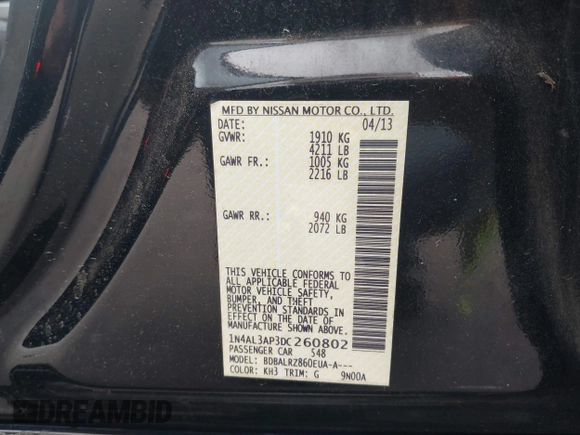 MFD BY NISSAN MOTOR CO., LTD.
DATE: 04/13
GVWR: 1910 KG
4211 LB
GAWR FR.: 1005 KG
2216 LB
GAWR RR.: 940 KG
2072 LB
THIS VEHICLE CONFORMS TO
ALL APPLICABLE FEDERAL
MOTOR VEHICLE SAFETY,
BUMPER, AND THEFT
PREVENTION STANDARDS IN
EFFECT ON THE DATE OF
MANUFACTURE SHOWN ABOVE.
1N4AL3AP3DC260802
PASSENGER CAR S48
MODEL: BDBALRZ860EUA-A---
COLOR: KH3 TRIM: G 9N00A
DREAMBID